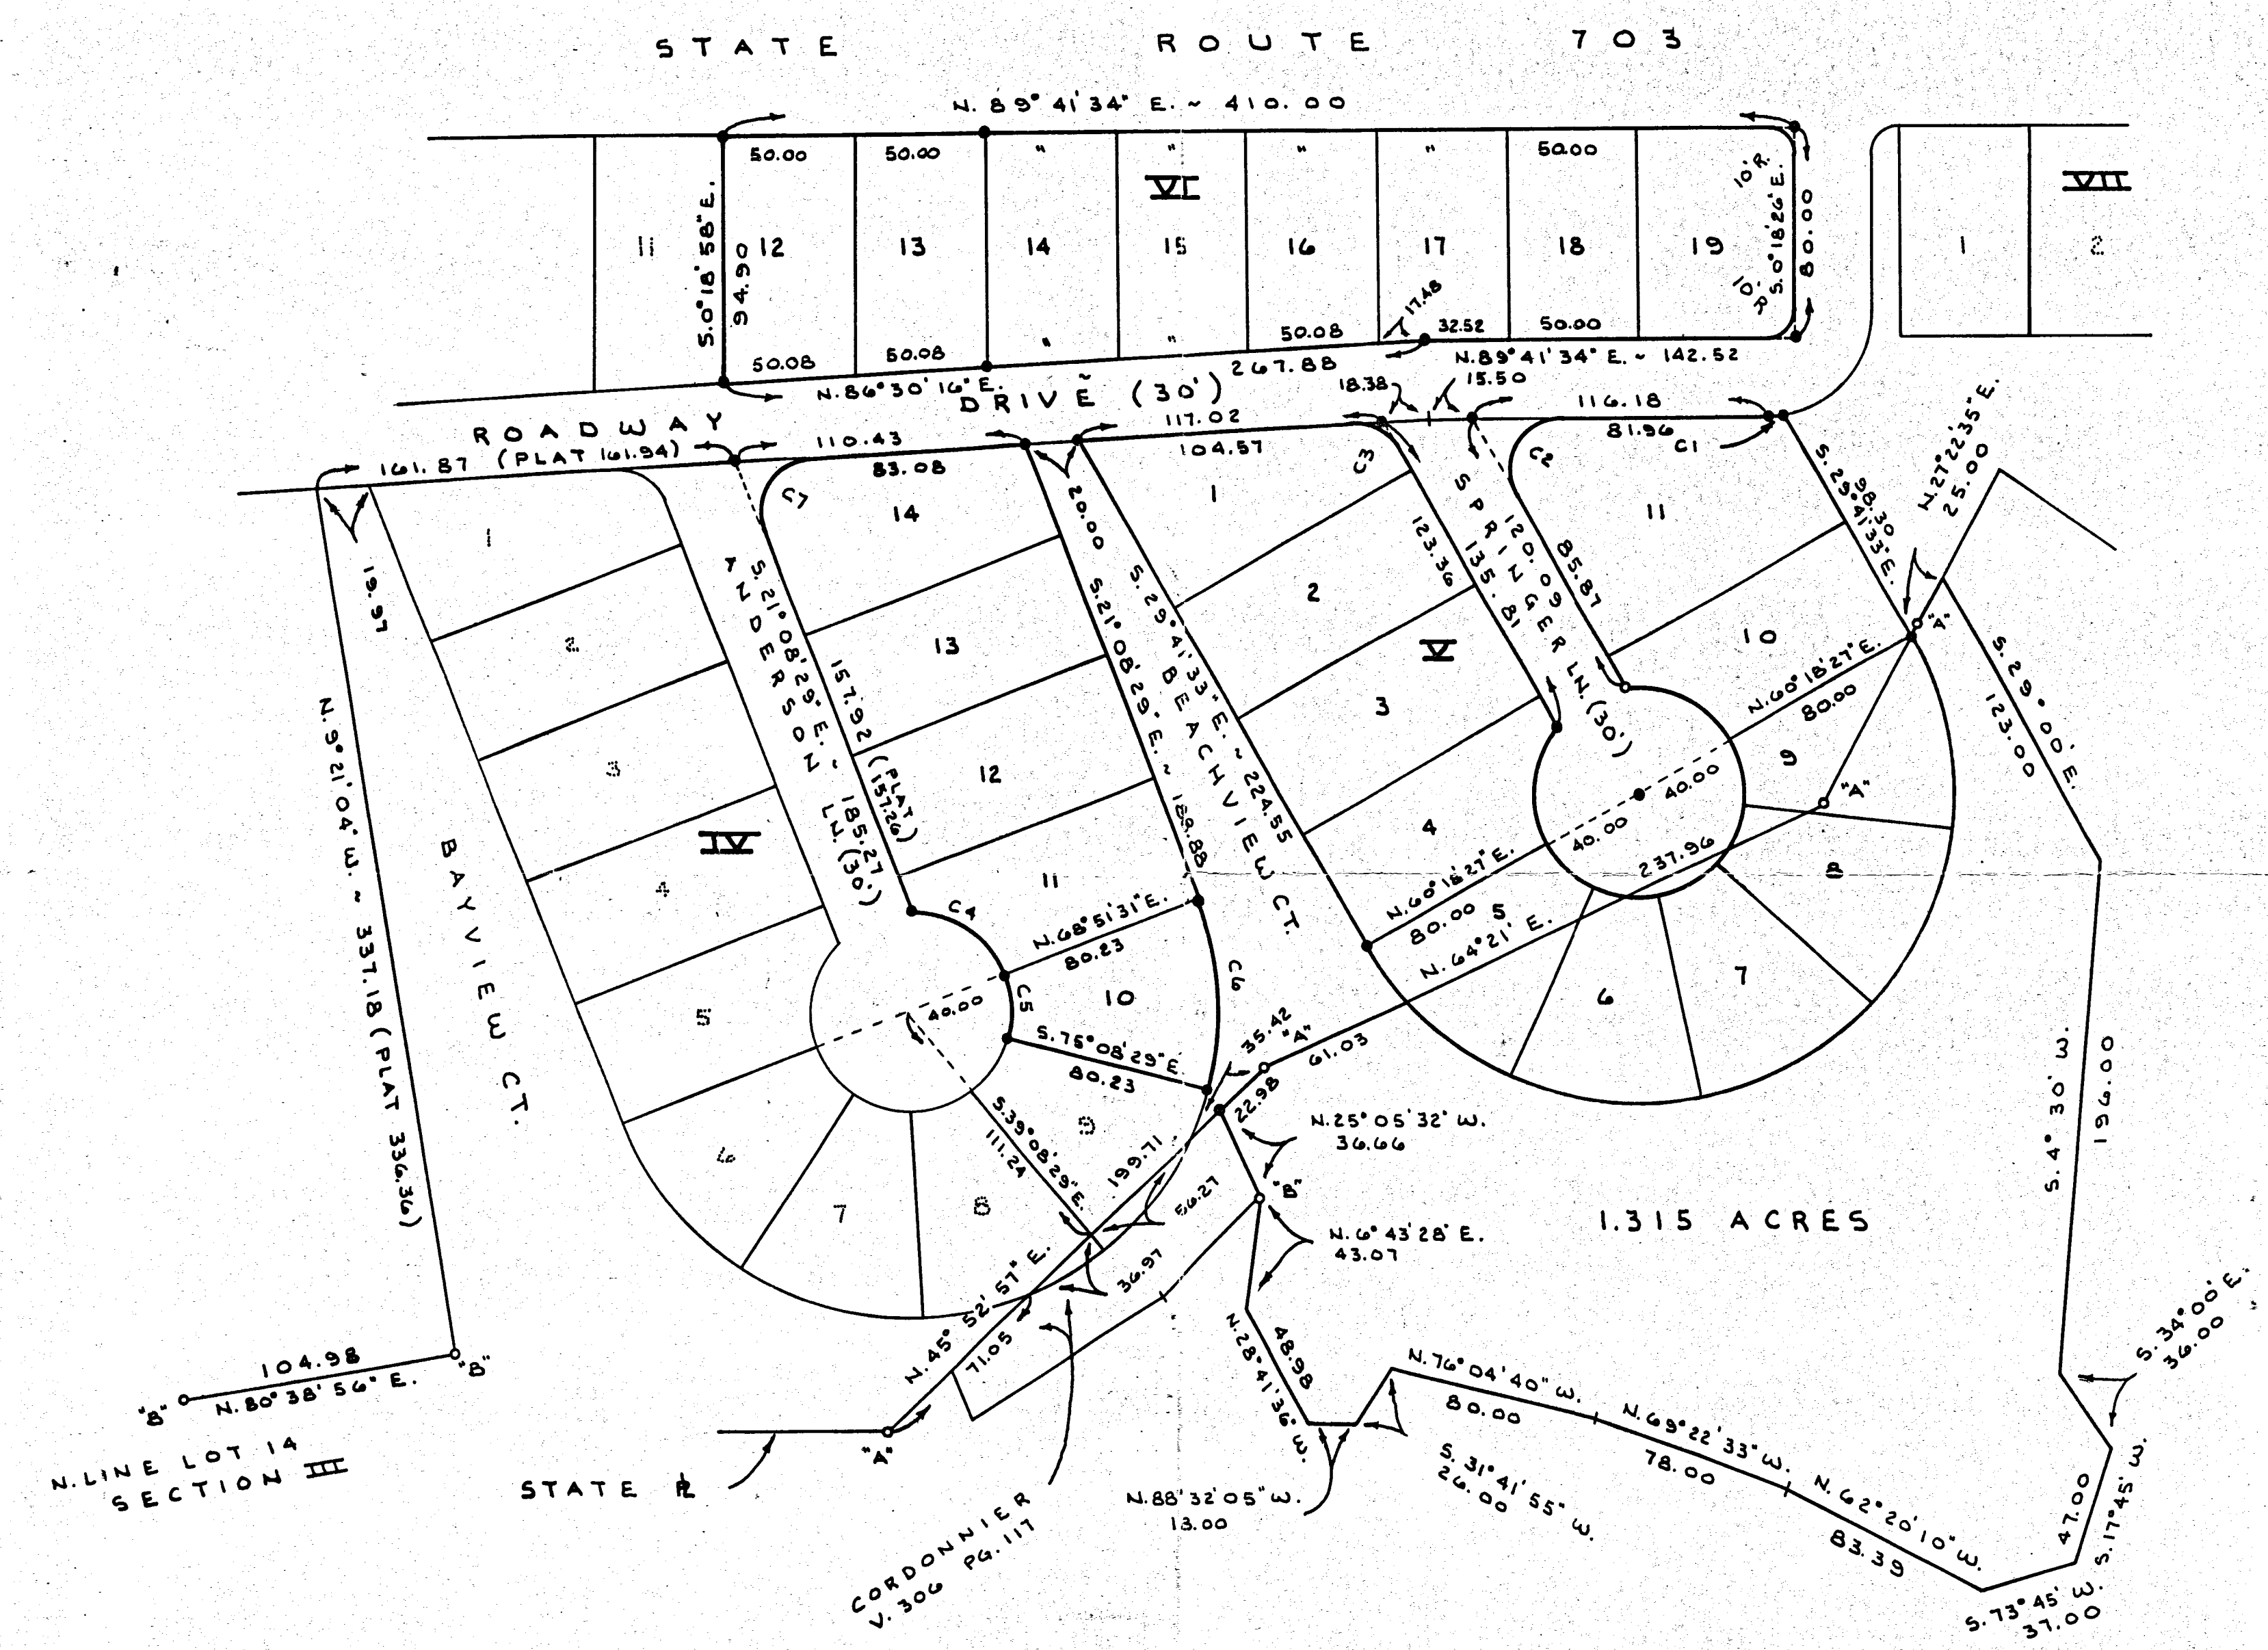 STATE ROUTE 703
N. 89° 41' 34" E. ~ 410.00
50.00
50.00
"
"
"
"
50.00
10' R.
VI
VII
S. 0° 18' 58" E.
94.90
11
12
13
14
15
16
17
18
19
S. 0° 18' 26' E.
80.00
1
2
10' R
17.48
50.08
50.08
"
"
50.08
32.52
50.00
N. 86° 30' 16" E. ~ 267.88
N. 89° 41' 34" E. ~ 142.52
ROADWAY DRIVE (30')
18.38
15.50
116.18
81.96
C1
161.87 (PLAT 161.94)
110.43
83.08
117.02
104.57
C7
C3
C2
19.97
20.00
N. 9° 21' 04" W. ~ 337.18 (PLAT 336.36)
BAYVIEW CT.
1
2
3
4
5
6
7
8
9
IV
ANDERSON LN. (30')
S. 21° 08' 29" E. ~ 185.27
157.92
(PLAT 157.26)
14
13
12
11
10
S. 21° 08' 29" E. ~ 189.88
BEACHVIEW CT.
S. 29° 41' 33" E. ~ 224.55
1
2
3
4
5
6
7
8
9
10
11
V
123.36
135.81
SPRINGER LN. (30')
120.09
85.87
S. 29° 41' 33" E.
98.30
N. 27° 22' 35" E.
25.00
"A"
S. 29° 00' E.
123.00
N. 60° 18' 27" E.
80.00
40.00
40.00
"A"
237.96
N. 60° 18' 27" E.
80.00
N. 64° 21' E.
C4
N. 68° 51' 31" E.
80.23
C5
40.00
C6
S. 75° 08' 29" E.
80.23
35.42
"A"
61.03
22.98
S. 39° 08' 29" E.
111.24
199.71
56.27
36.97
N. 25° 05' 32" W.
36.66
"B"
N. 6° 43' 28' E.
43.07
1.315 ACRES
S. 4° 30' W.
196.00
N. 45° 52' 57" E.
71.05
"A"
N. 28° 41' 36" W.
48.98
104.98
N. 80° 38' 56" E.
"B"
"B"
N. LINE LOT 14
SECTION III
STATE PL
CORDONNIER
V. 306 PG. 117
N. 88° 32' 05" W.
13.00
S. 31° 41' 55" W.
26.00
N. 76° 04' 40" W.
80.00
N. 69° 22' 33" W.
78.00
N. 62° 20' 10" W.
83.39
S. 34° 00' E.
36.00
47.00
S. 17° 45' W.
S. 73° 45' W.
37.00